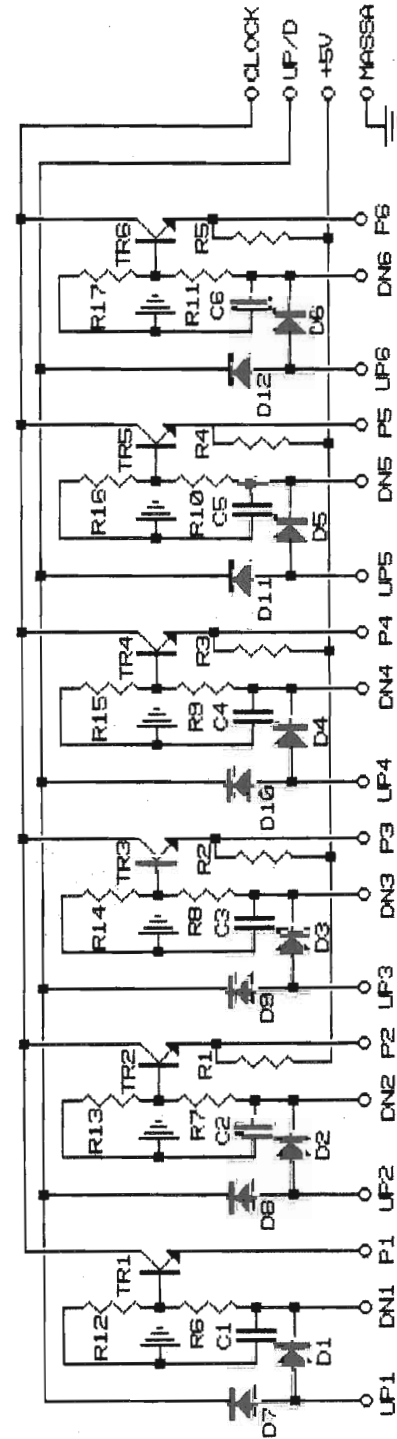 CLOCK
UP/D
+5V
MASSA
TR6
R17
R11
R5
C6
D6
D12
P6
DN6
UP6
TR5
R16
R10
R4
C5
D5
D11
P5
DN5
UP5
TR4
R15
R9
R3
C4
D4
D10
P4
DN4
UP4
TR3
R14
R8
R2
C3
D3
D9
P3
DN3
UP3
TR2
R13
R7
R1
C2
D2
D8
P2
DN2
UP2
TR1
R12
R6
C1
D1
D7
P1
DN1
UP1